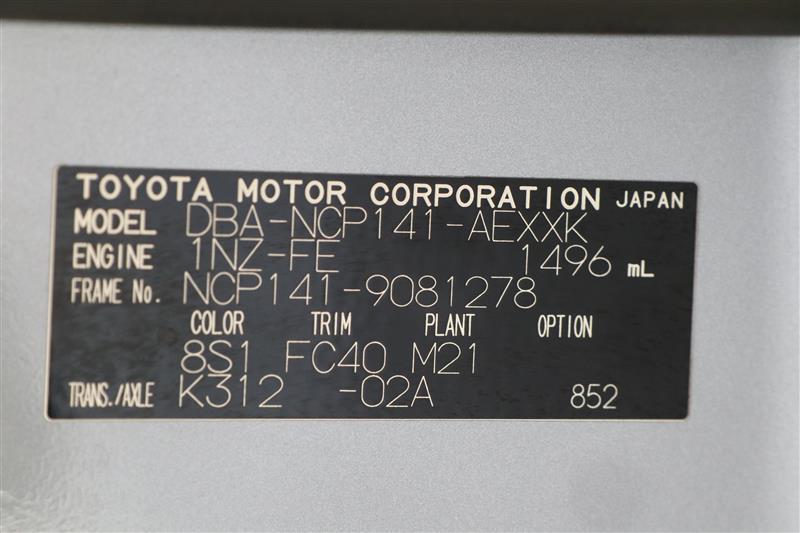 TOYOTA MOTOR CORPORATION JAPAN
MODEL DBA-NCP141-AEXXK
ENGINE 1NZ-FE 1496 mL
FRAME No. NCP141-9081278
COLOR TRIM PLANT OPTION
8S1 FC40 M21
TRANS./AXLE K312 -02A 852